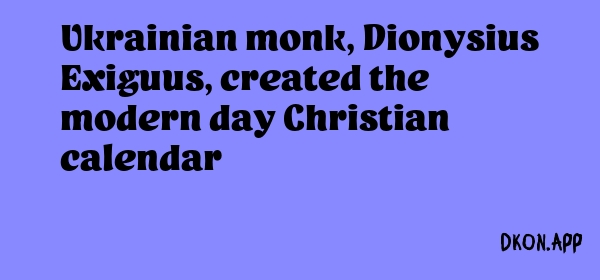 Ukrainian monk, Dionysius
Exiguus, created the
modern day Christian
calendar
DKON.APP